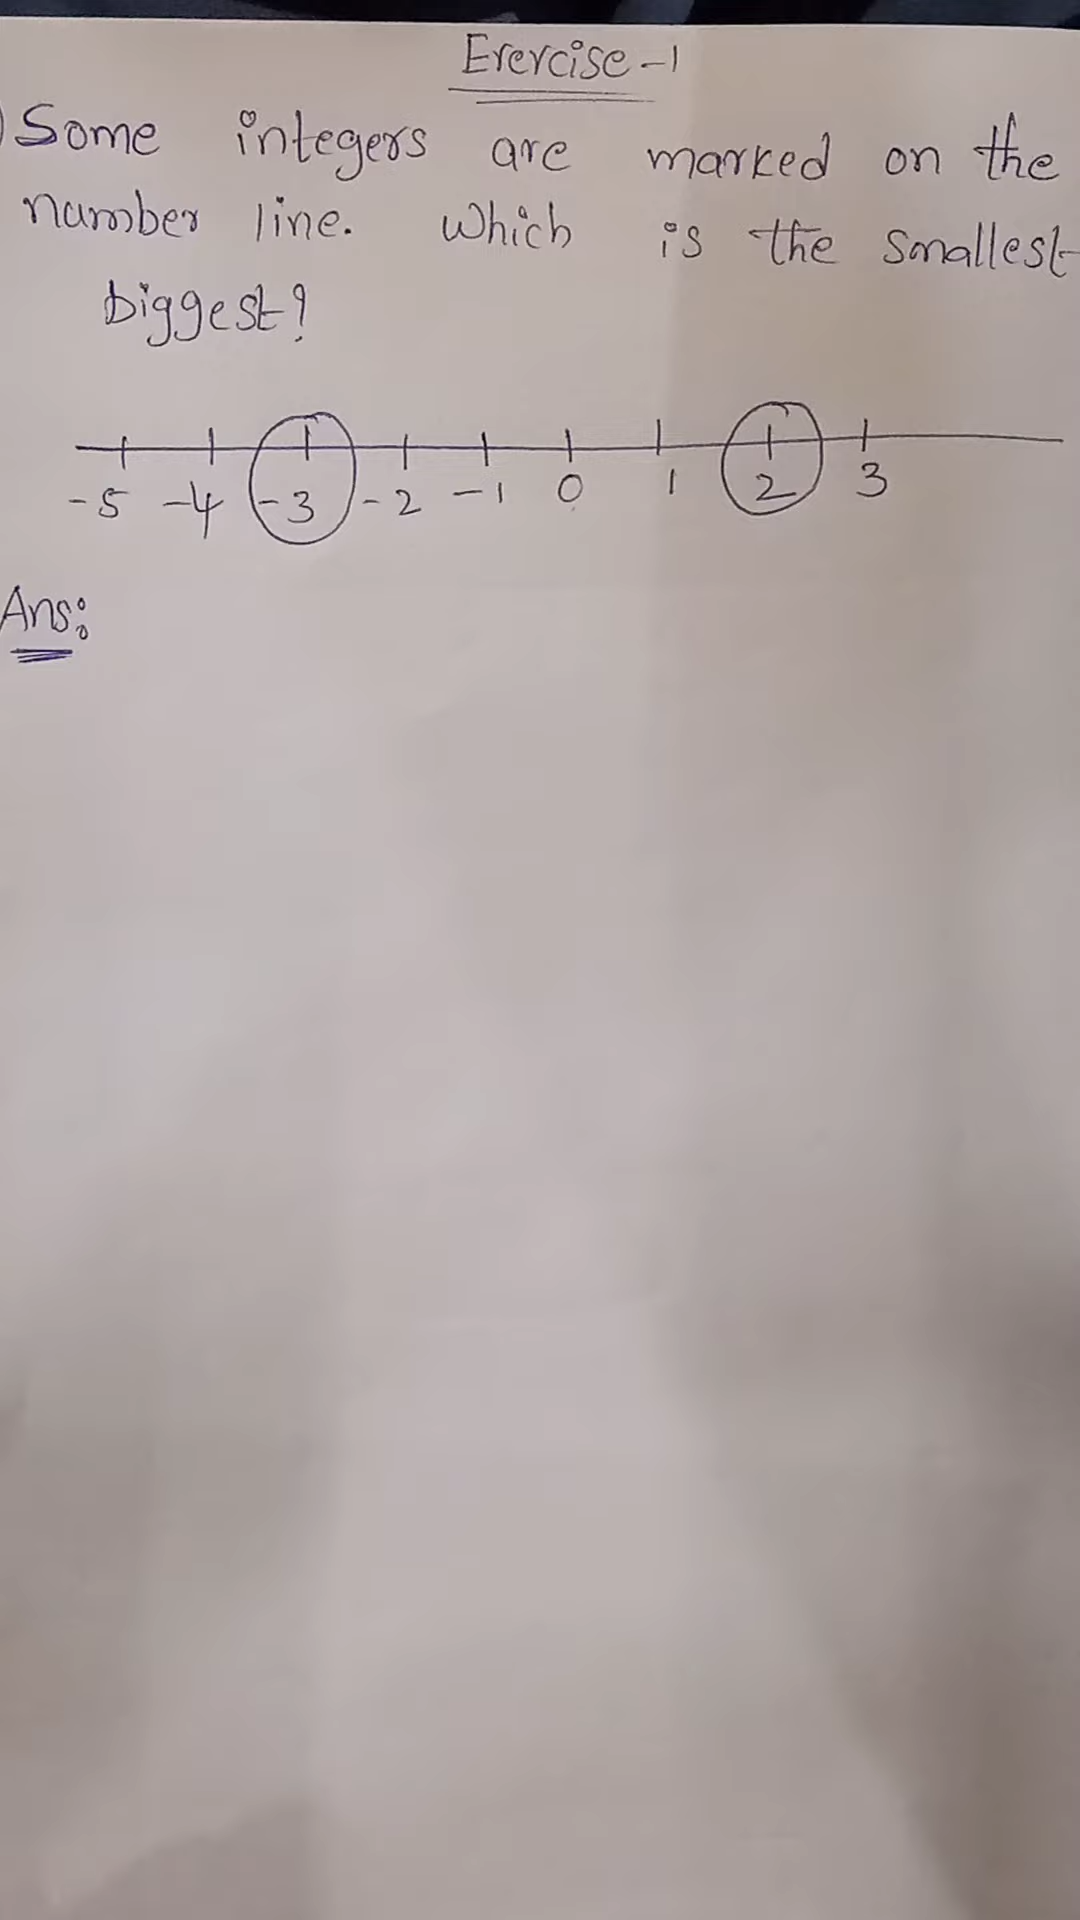 Erercise-1
) Some integers are marked on the
number line. Which is the smallest
biggest?
-5 -4 -3 -2 -1 0 1 2 3
Ans: